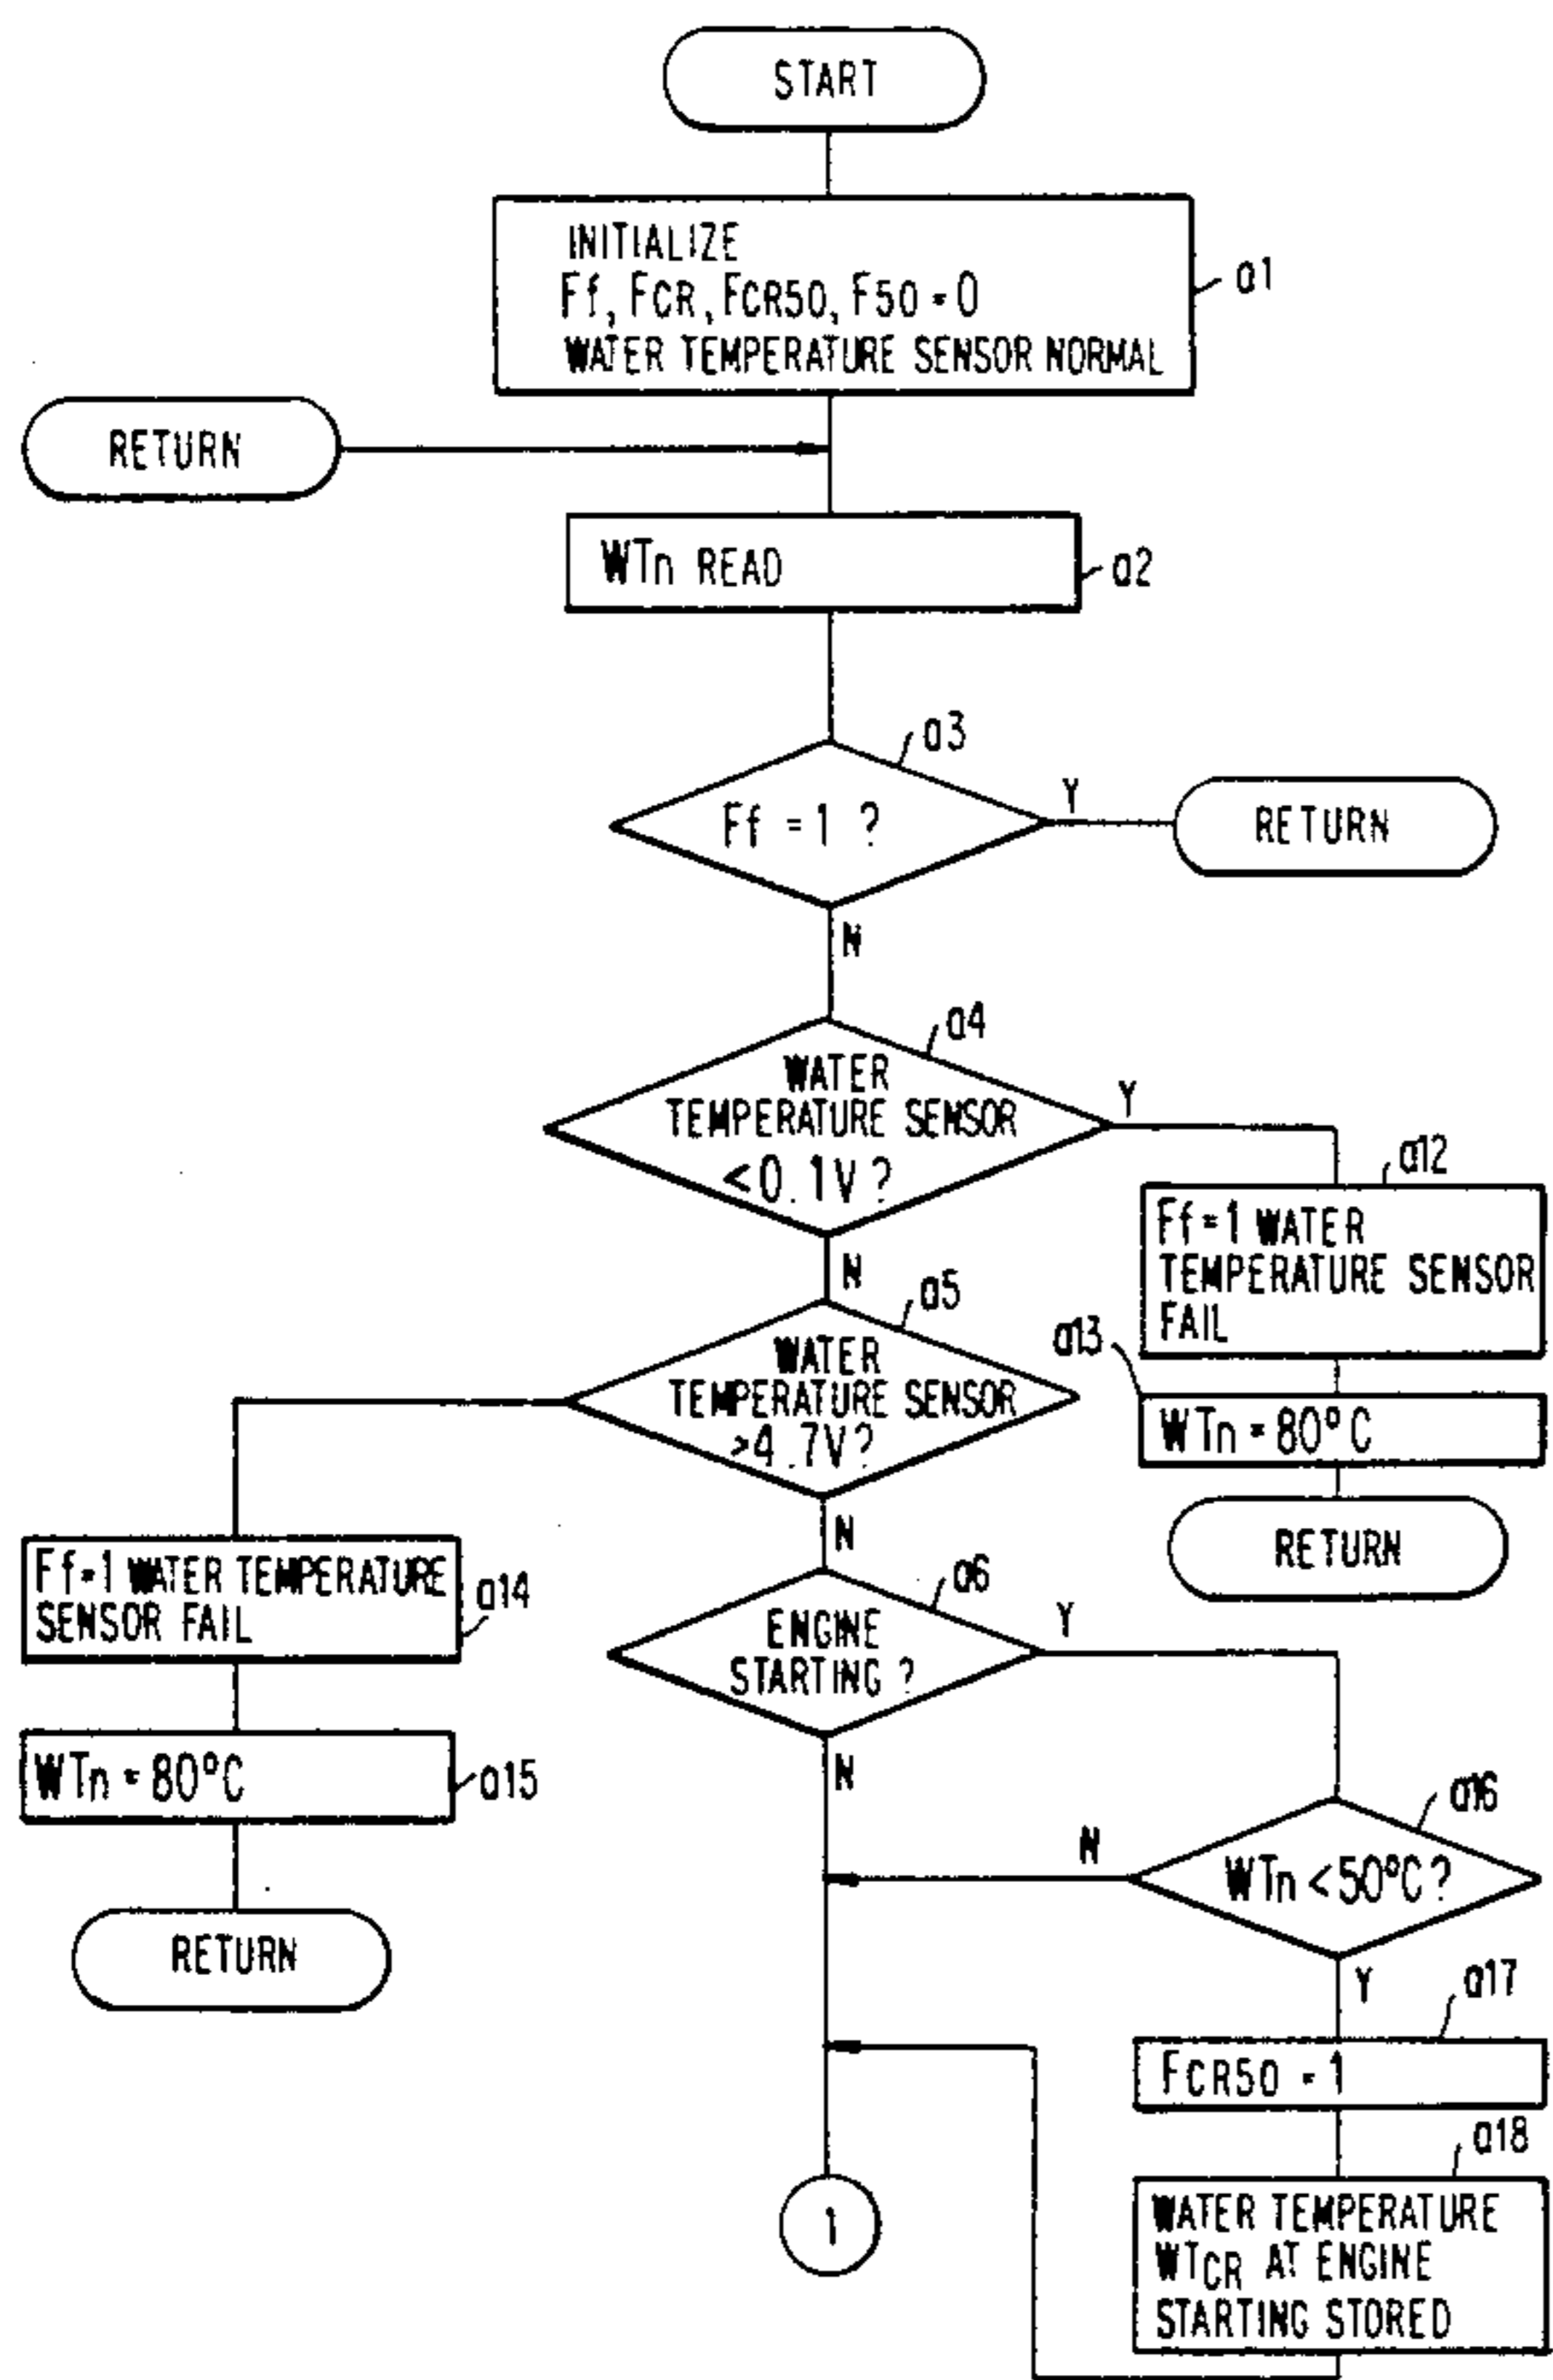 START
INITIALIZE
Ff, FCR, FCR50, F50 = 0
WATER TEMPERATURE SENSOR NORMAL
a1
RETURN
WTn READ
a2
a3
Ff = 1 ?
Y
RETURN
N
a4
WATER
TEMPERATURE SENSOR
<0.1V?
Y
N
a12
Ff=1 WATER
TEMPERATURE SENSOR
FAIL
a13
WTn = 80°C
RETURN
a5
WATER
TEMPERATURE SENSOR
>4.7V?
N
Ff=1 WATER TEMPERATURE
SENSOR FAIL
a14
WTn = 80°C
a15
RETURN
a6
ENGINE
STARTING ?
Y
N
a16
WTn <50°C?
N
Y
a17
FCR50 = 1
a18
WATER TEMPERATURE
WTCR AT ENGINE
STARTING STORED
1